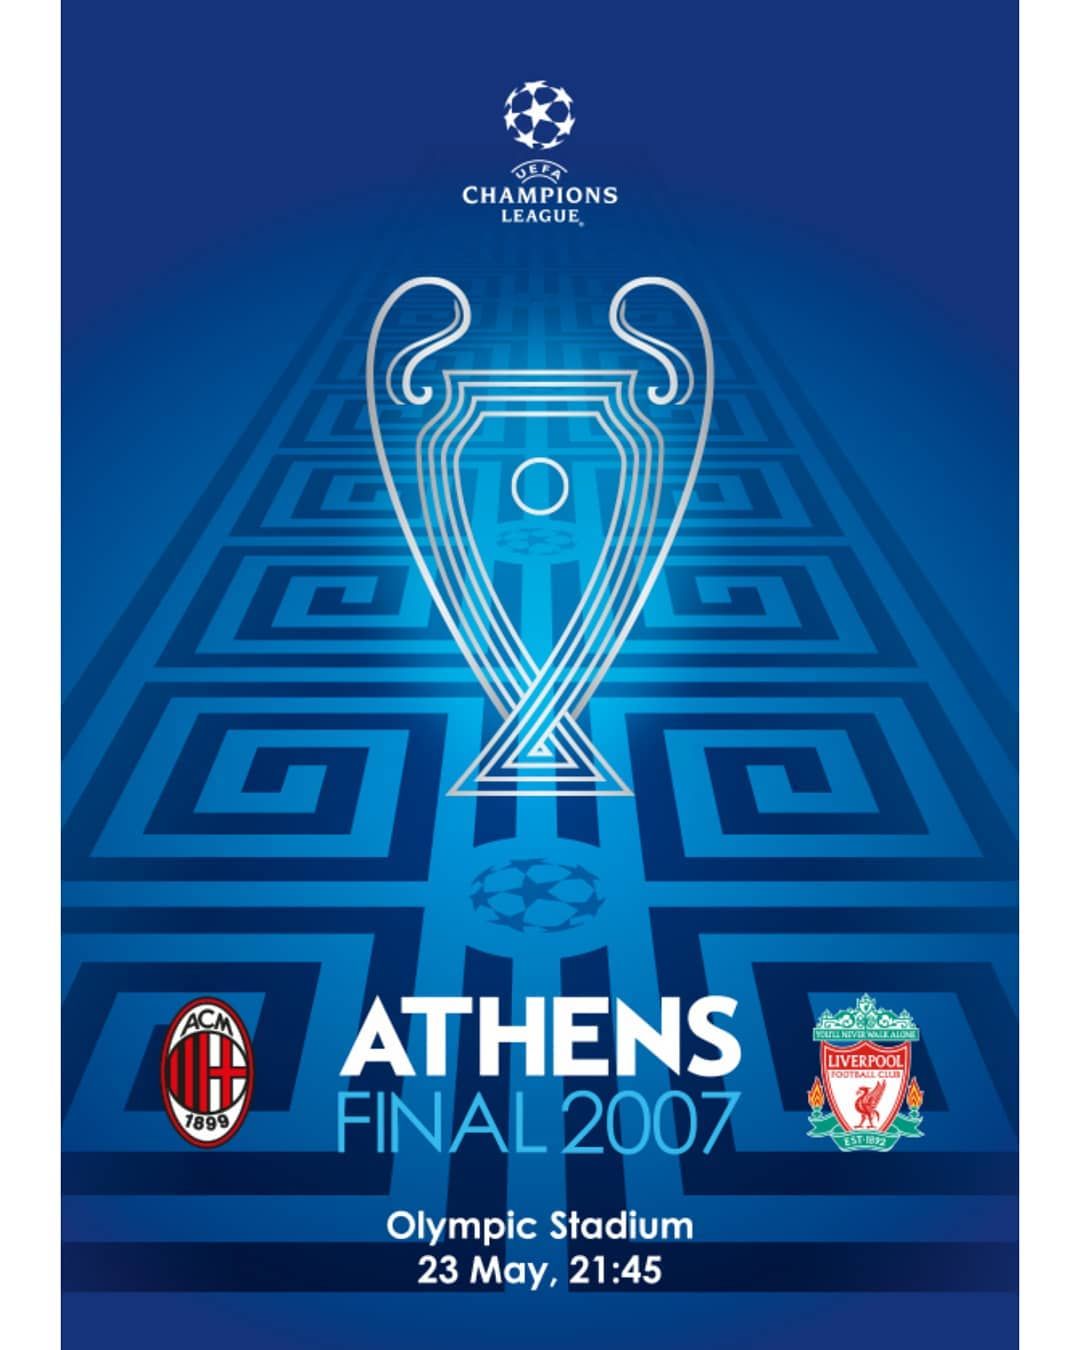 UEFA
CHAMPIONS
LEAGUE®
ACM
1899
ATHENS
FINAL 2007
YOU'LL NEVER WALK ALONE
LIVERPOOL
FOOTBALL CLUB
EST·1892
Olympic Stadium
23 May, 21:45